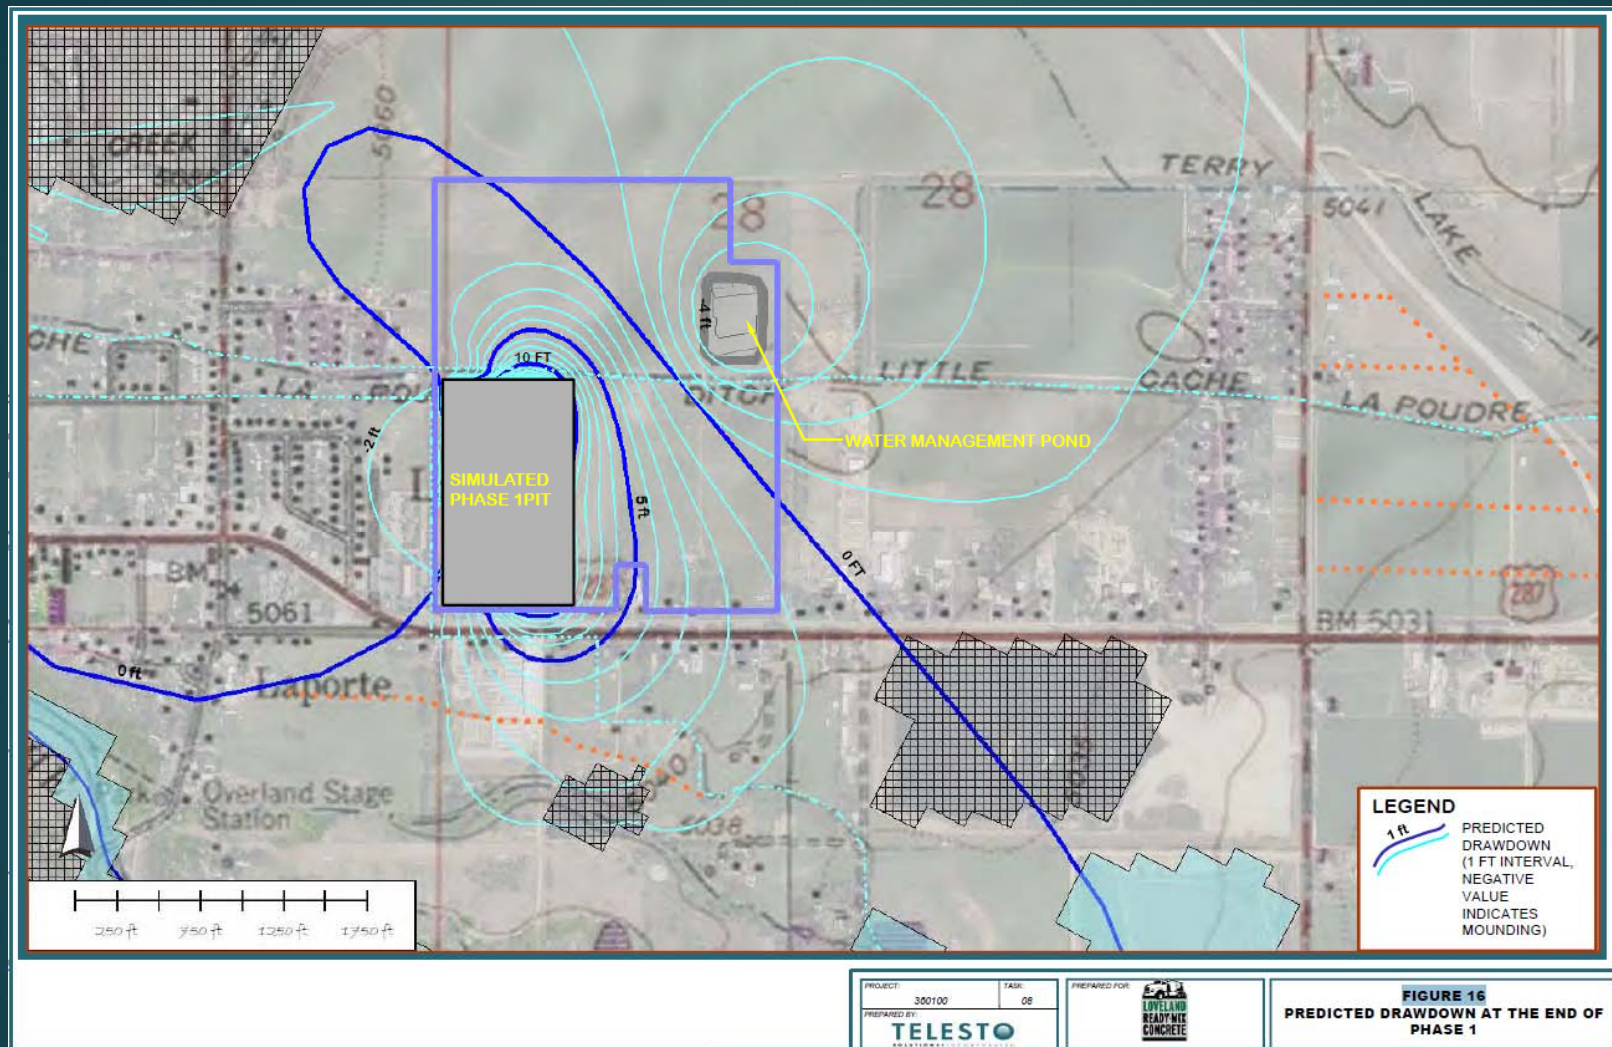 CREEK
5060
28
28
TERRY
5041
LAKE
-4 ft
CHE
LA
10 FT
DITCH
LITTLE
CACHE
LA POUDRE
-2 ft
WATER MANAGEMENT POND
SIMULATED
PHASE 1PIT
5 ft
0 FT
BM
5061
287
BM 5031
0 ft
Laporte
Overland Stage
Station
5035
5038
250 ft
750 ft
1250 ft
1750 ft
LEGEND
1 ft
PREDICTED
DRAWDOWN
(1 FT INTERVAL,
NEGATIVE
VALUE
INDICATES
MOUNDING)
PROJECT:
360100
TASK:
08
PREPARED BY:
TELESTO
PREPARED FOR:
LOVELAND
READY-MIX
CONCRETE
FIGURE 16
PREDICTED DRAWDOWN AT THE END OF
PHASE 1